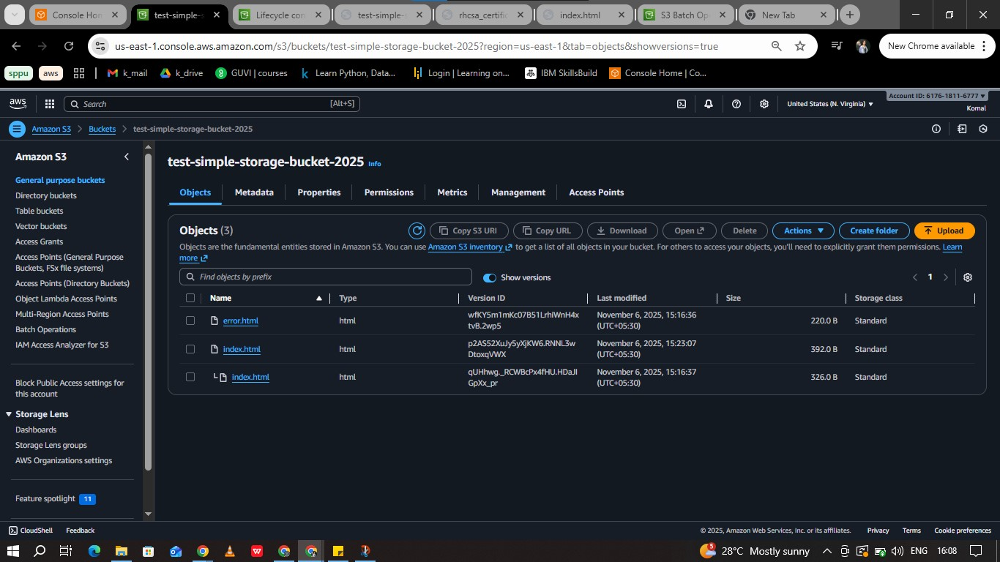 Console Hon
test-simple-s
Lifecycle con
test-simple-
rhcsa_certific
index.html
S3 Batch Op
New Tab
us-east-1.console.aws.amazon.com/s3/buckets/test-simple-storage-bucket-2025?region=us-east-1&tab=objects&showversions=true
New Chrome available
sppu aws k_mail k_drive GUVI | courses Learn Python, Data... Login | Learning on... IBM SkillsBuild Console Home | Co...
aws Search [Alt+S] United States (N. Virginia) ▼ Account ID: 6176-1811-6777 ▼
Komal
Amazon S3 > Buckets > test-simple-storage-bucket-2025
Amazon S3
General purpose buckets
Directory buckets
Table buckets
Vector buckets
Access Grants
Access Points (General Purpose
Buckets, FSx file systems)
Access Points (Directory Buckets)
Object Lambda Access Points
Multi-Region Access Points
Batch Operations
IAM Access Analyzer for S3
Block Public Access settings for
this account
Storage Lens
Dashboards
Storage Lens groups
AWS Organizations settings
Feature spotlight 11
test-simple-storage-bucket-2025 Info
Objects Metadata Properties Permissions Metrics Management Access Points
Objects (3) Copy S3 URI Copy URL Download Open Delete Actions ▼ Create folder Upload
Objects are the fundamental entities stored in Amazon S3. You can use Amazon S3 inventory to get a list of all objects in your bucket. For others to access your objects, you'll need to explicitly grant them permissions. Learn
more
Find objects by prefix Show versions 1
Name Type Version ID Last modified Size Storage class
error.html html wfKY5m1mKc07B51LrhiWnH4x November 6, 2025, 15:16:36 220.0 B Standard
tvB.2wp5 (UTC+05:30)
index.html html p2AS52XuJy5yXjKW6.RNNL3w November 6, 2025, 15:23:07 392.0 B Standard
DtoxqVWX (UTC+05:30)
index.html html qUHhwg._RCWBcPx4fHU.HDaJI November 6, 2025, 15:16:37 326.0 B Standard
GpXx_pr (UTC+05:30)
CloudShell Feedback © 2025, Amazon Web Services, Inc. or its affiliates. Privacy Terms Cookie preferences
5 28°C Mostly sunny ENG 16:08